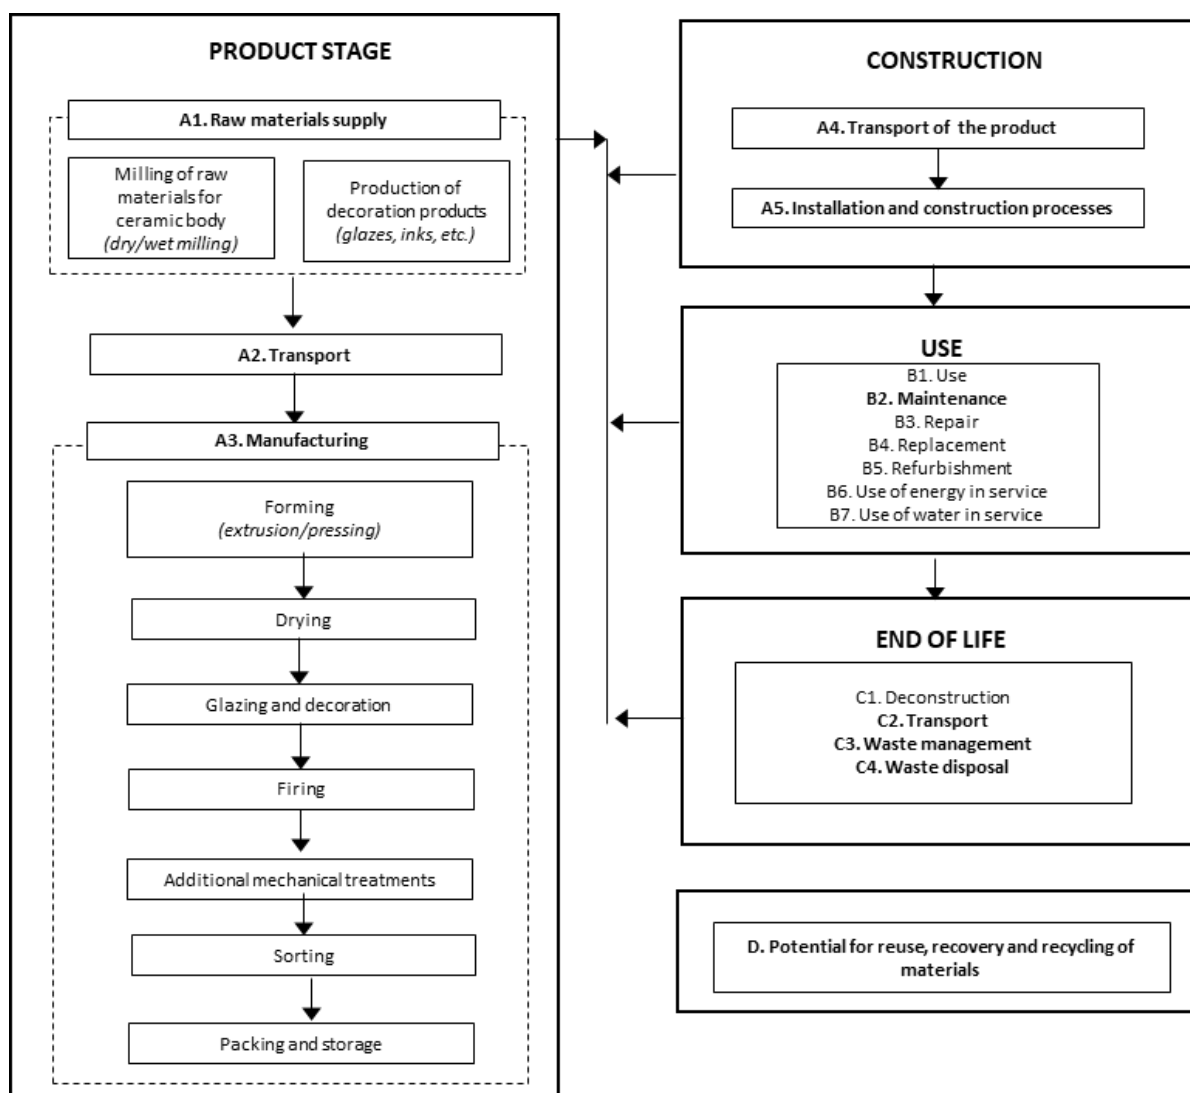 PRODUCT STAGE
A1. Raw materials supply
Milling of raw
materials for
ceramic body
(dry/wet milling)
Production of
decoration products
(glazes, inks, etc.)
A2. Transport
A3. Manufacturing
Forming
(extrusion/pressing)
Drying
Glazing and decoration
Firing
Additional mechanical treatments
Sorting
Packing and storage
CONSTRUCTION
A4. Transport of the product
A5. Installation and construction processes
USE
B1. Use
B2. Maintenance
B3. Repair
B4. Replacement
B5. Refurbishment
B6. Use of energy in service
B7. Use of water in service
END OF LIFE
C1. Deconstruction
C2. Transport
C3. Waste management
C4. Waste disposal
D. Potential for reuse, recovery and recycling of
materials